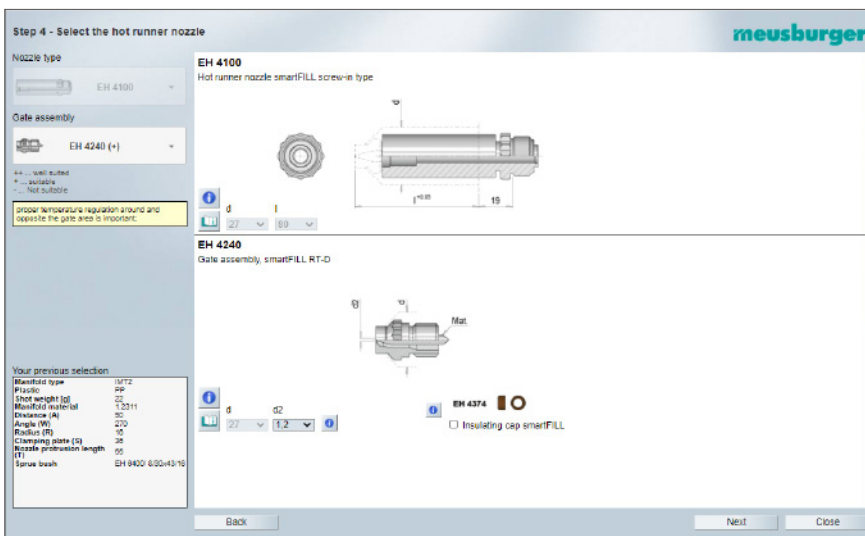 Step 4 - Select the hot runner nozzle
meusburger
Nozzle type
EH 4100
Gate assembly
EH 4240 (+)
++ ... well suited
+ ... suitable
- ... Not suitable
proper temperature regulation around and
opposite the gate area is important;
EH 4100
Hot runner nozzle smartFILL screw-in type
d
l +0.05
19
d
l
27
80
EH 4240
Gate assembly, smartFILL RT-D
d2
d
Mat.
d
d2
27
1,2
EH 4374
Insulating cap smartFILL
Your previous selection
Manifold type IMT2
Plastic PP
Shot weight [g] 22
Manifold material 1.2311
Distance (A) 50
Angle (W) 270
Radius (R) 16
Clamping plate (S) 36
Nozzle protrusion length
(T) 66
Sprue bush EH 6400/ 8/30x43/16
Back
Next
Close